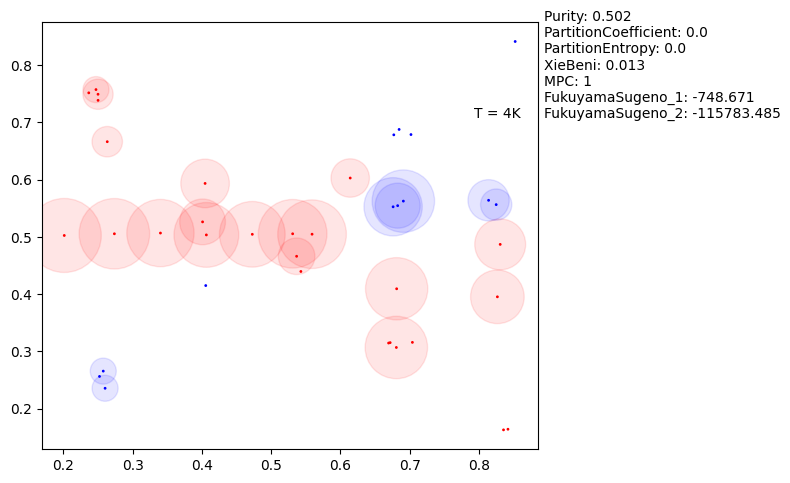 Purity: 0.502
PartitionCoefficient: 0.0
PartitionEntropy: 0.0
XieBeni: 0.013
MPC: 1
FukuyamaSugeno_1: -748.671
FukuyamaSugeno_2: -115783.485
T = 4K
0.8
0.7
0.6
0.5
0.4
0.3
0.2
0.2 0.3 0.4 0.5 0.6 0.7 0.8